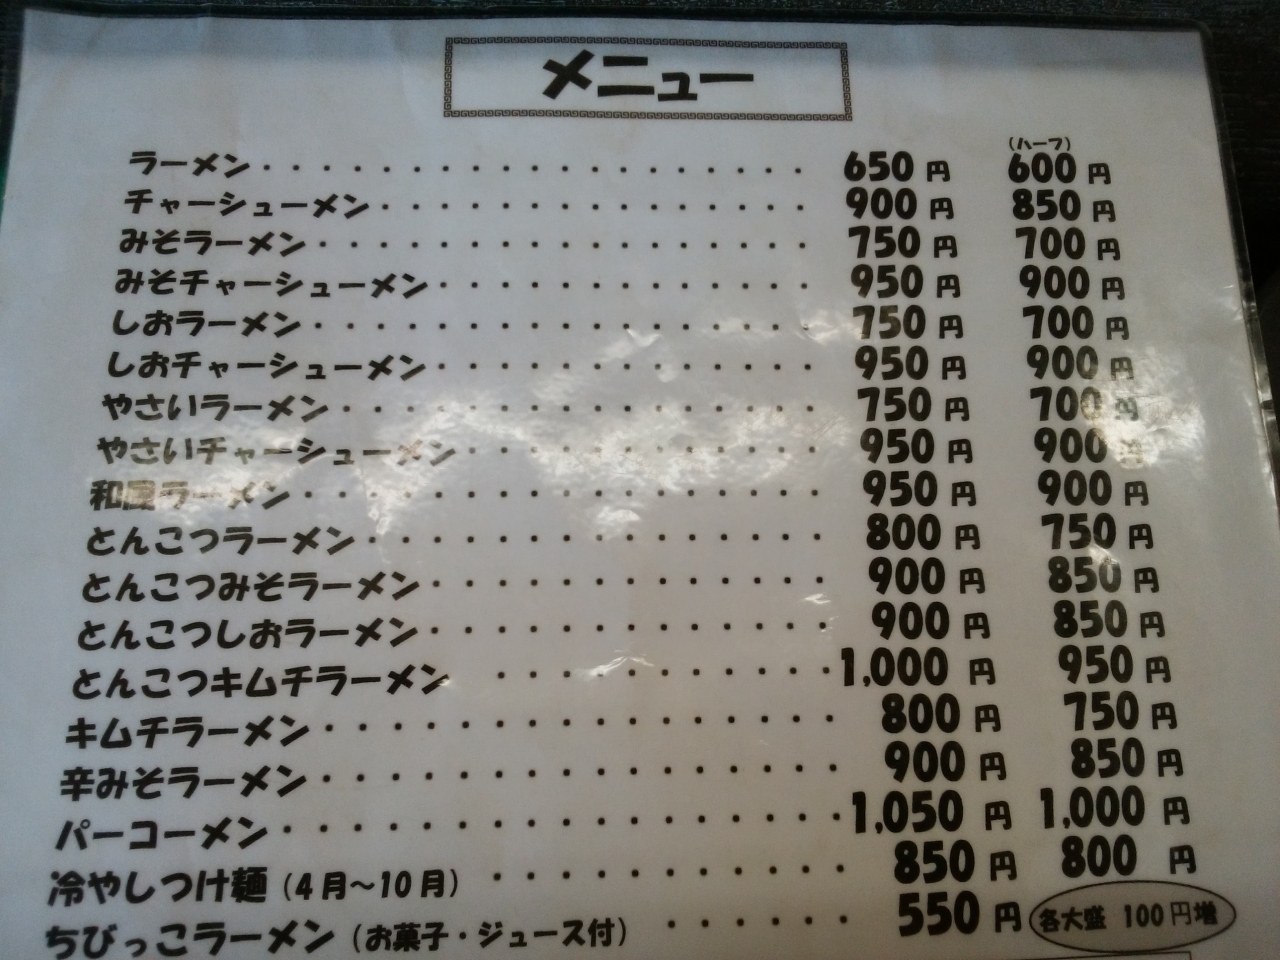 メニュー
(ハーフ)
ラーメン・・・・・・・・・・・・・・・・・・ 650円 600円
チャーシューメン・・・・・・・・・・・・・・ 900円 850円
みそラーメン・・・・・・・・・・・・・・・・ 750円 700円
みそチャーシューメン・・・・・・・・・・・・ 950円 900円
しおラーメン・・・・・・・・・・・・・・・・ 750円 700円
しおチャーシューメン・・・・・・・・・・・・ 950円 900円
やさいラーメン・・・・・・・・・・・・・・・ 750円 700円
やさいチャーシューメン・・・・・・・・・・・ 950円 900円
和風ラーメン・・・・・・・・・・・・・・・・ 950円 900円
とんこつラーメン・・・・・・・・・・・・・・ 800円 750円
とんこつみそラーメン・・・・・・・・・・・・ 900円 850円
とんこつしおラーメン・・・・・・・・・・・・ 900円 850円
とんこつキムチラーメン ・・・・・・・・・・1,000円 950円
キムチラーメン・・・・・・・・・・・・・・・ 800円 750円
辛みそラーメン・・・・・・・・・・・・・・・ 900円 850円
パーコーメン・・・・・・・・・・・・・・・・1,050円 1,000円
冷やしつけ麺(4月～10月) ・・・・・・・・・・ 850円 800円
ちびっこラーメン(お菓子・ジュース付) ・・・・・・ 550円
各大盛 100円増